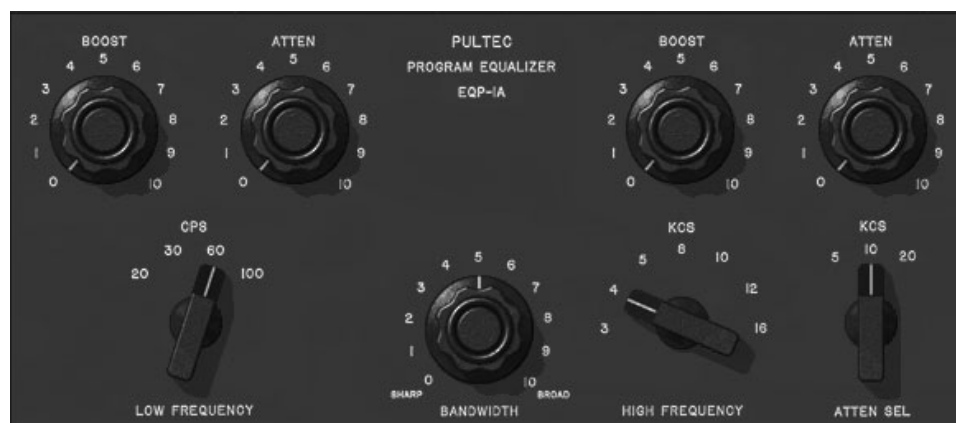 BOOST ATTEN PULTEC BOOST ATTEN
PROGRAM EQUALIZER
EQP-1A
0 1 2 3 4 5 6 7 8 9 10
0 1 2 3 4 5 6 7 8 9 10
0 1 2 3 4 5 6 7 8 9 10
0 1 2 3 4 5 6 7 8 9 10
CPS KCS KCS
20 30 60 100
0 1 2 3 4 5 6 7 8 9 10
SHARP BROAD
3 4 5 8 10 12 16
5 10 20
LOW FREQUENCY BANDWIDTH HIGH FREQUENCY ATTEN SEL